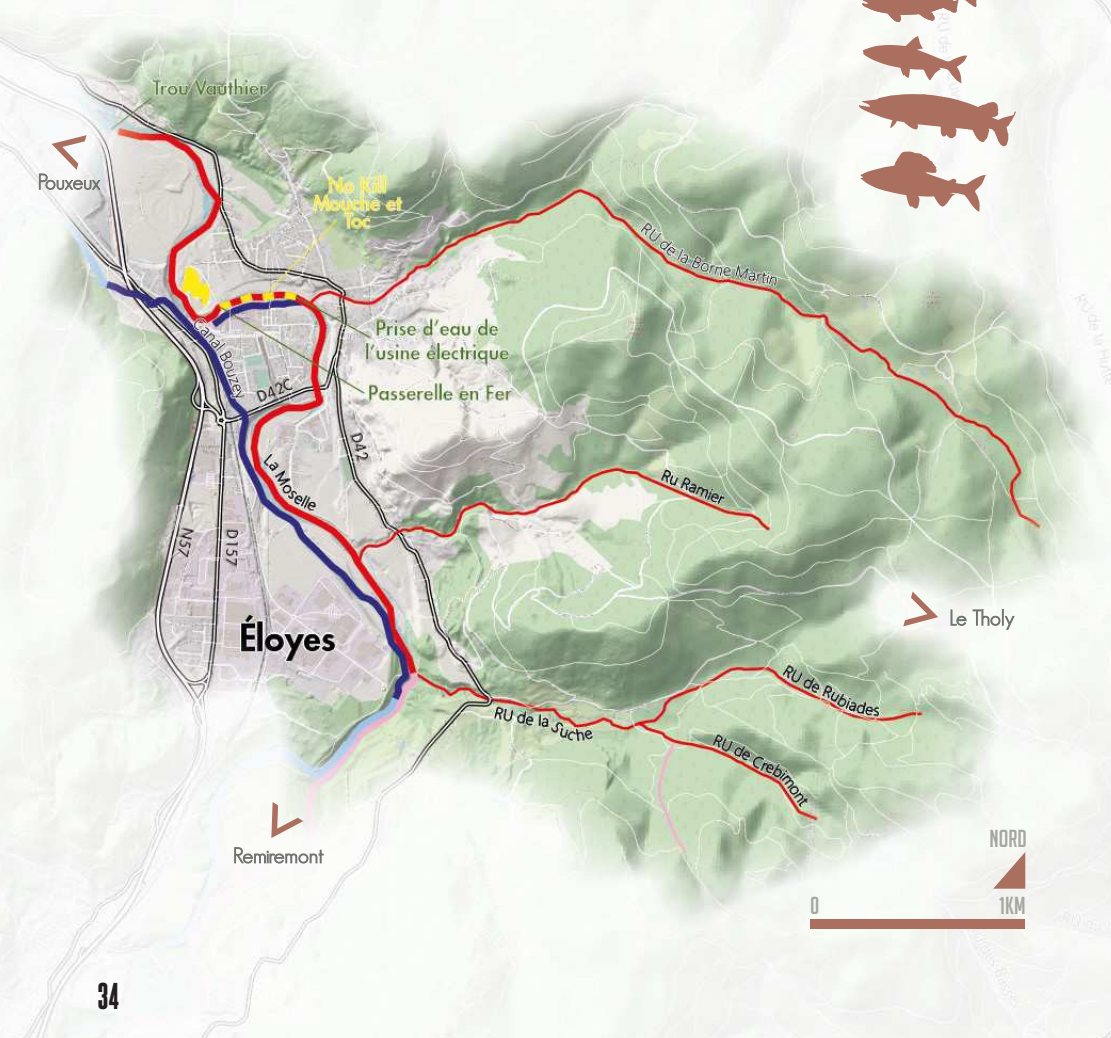 Trou Vauthier
Pouxeux
No Kill
Mouche et
Toc
RU de la Borne Martin
Prise d'eau de
l'usine électrique
Passerelle en Fer
Canal Bouzey
D42C
D42
La Moselle
Ru Ramier
N57
D157
Éloyes
Le Tholy
RU de Rubiades
RU de la Suche
RU de Crébimont
Remiremont
NORD
0
1KM
34